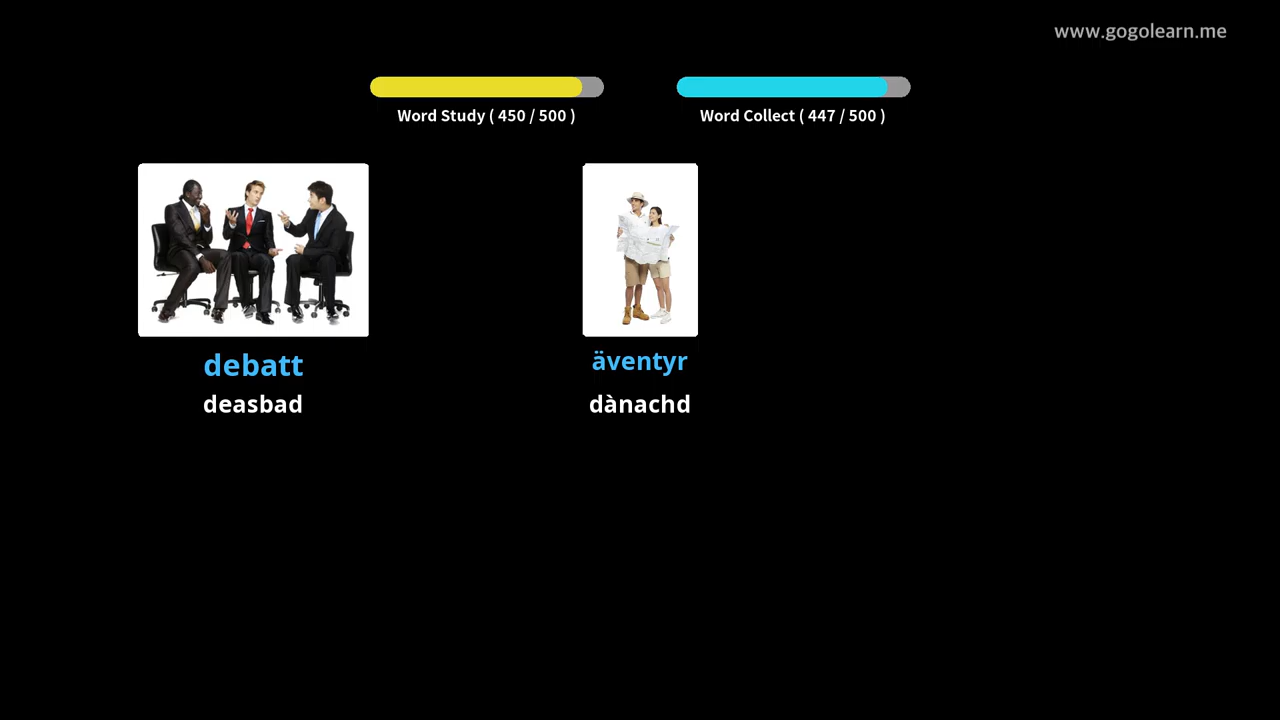 www.gogolearn.me
Word Study ( 450 / 500 )
Word Collect ( 447 / 500 )
debatt
deasbad
äventyr
dànachd